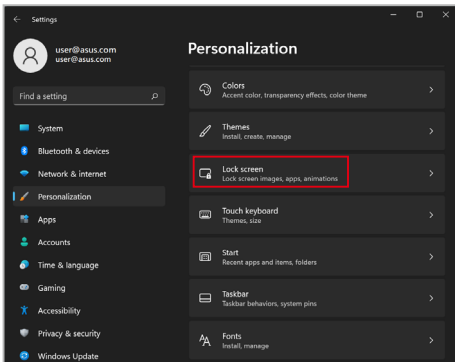 Settings
user@asus.com
user@asus.com
Find a setting
System
Bluetooth & devices
Network & internet
Personalization
Apps
Accounts
Time & language
Gaming
Accessibility
Privacy & security
Windows Update
Personalization
Colors
Accent color, transparency effects, color theme
Themes
Install, create, manage
Lock screen
Lock screen images, apps, animations
Touch keyboard
Themes, size
Start
Recent apps and items, folders
Taskbar
Taskbar behaviors, system pins
Fonts
Install, manage